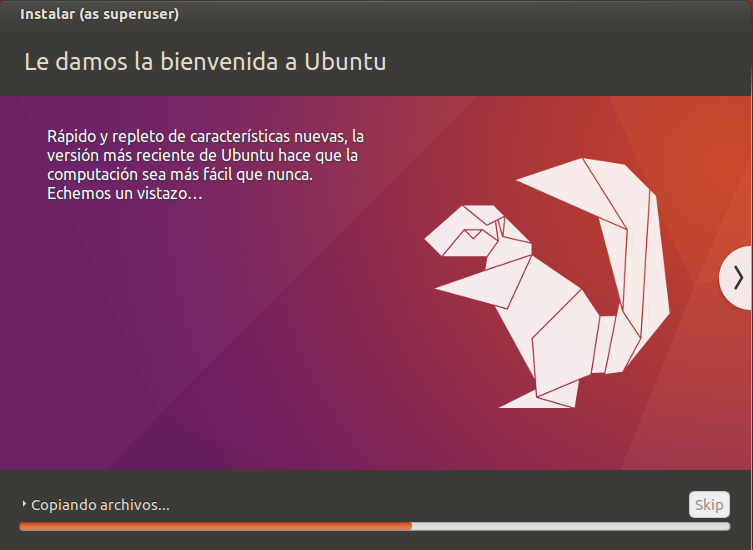 Instalar (as superuser)
Le damos la bienvenida a Ubuntu
Rápido y repleto de características nuevas, la
versión más reciente de Ubuntu hace que la
computación sea más fácil que nunca.
Echemos un vistazo…
Copiando archivos...
Skip